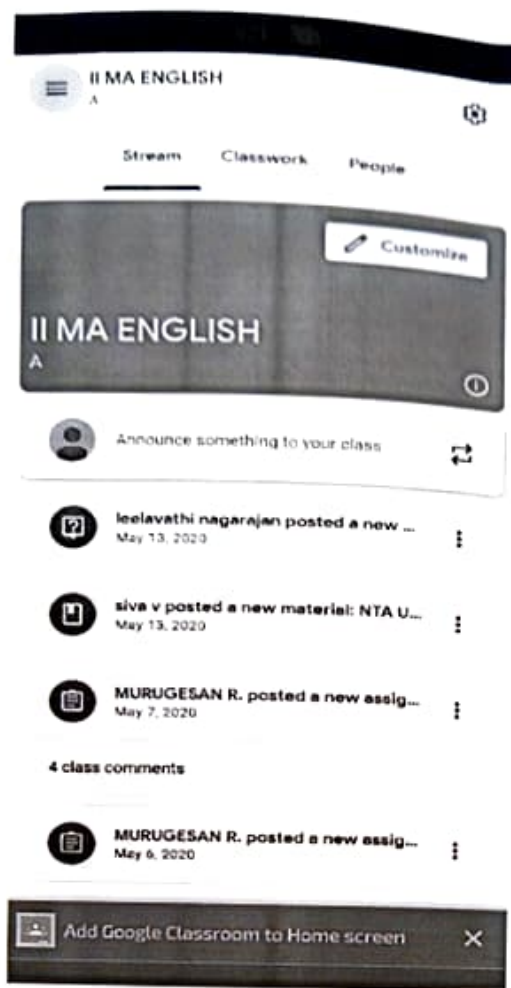 II MA ENGLISH
A
Stream Classwork People
Customize
II MA ENGLISH
A
Announce something to your class
leelavathi nagarajan posted a new ...
May 13, 2020
siva v posted a new material: NTA U...
May 13, 2020
MURUGESAN R. posted a new assig...
May 7, 2020
4 class comments
MURUGESAN R. posted a new assig...
May 6, 2020
Add Google Classroom to Home screen